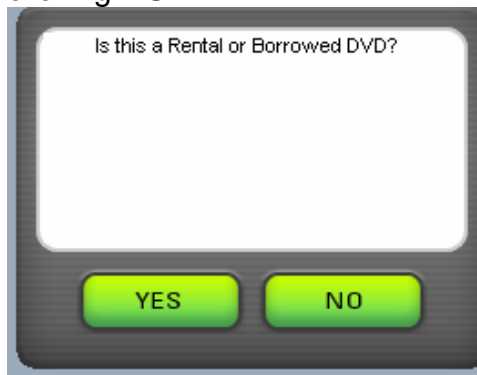 Is this a Rental or Borrowed DVD?
YES
NO